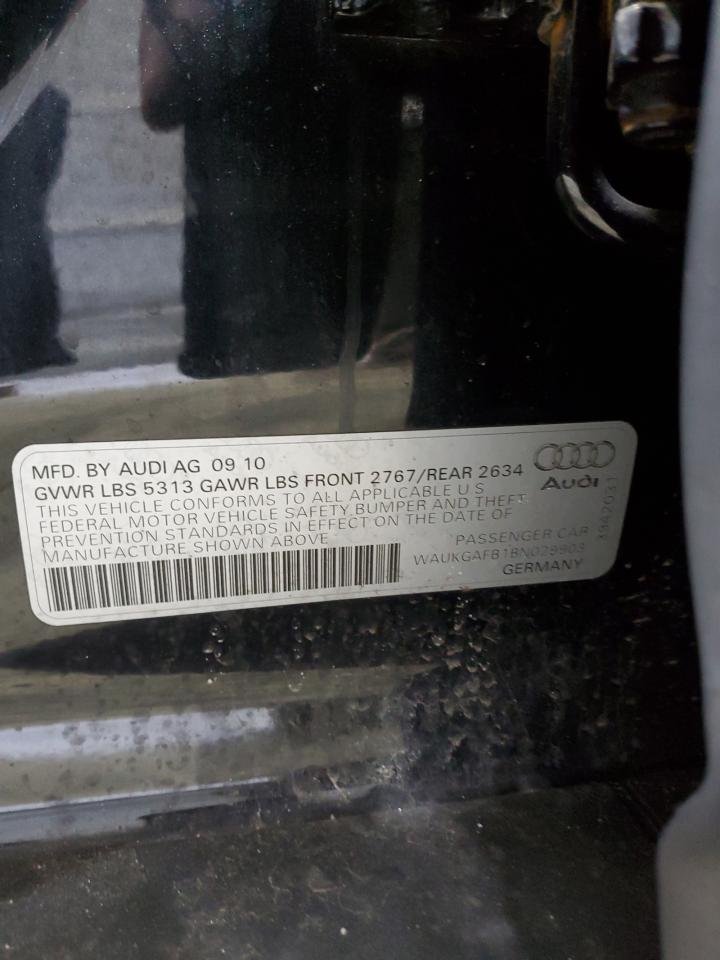 MFD. BY AUDI AG 09 10
GVWR LBS 5313 GAWR LBS FRONT 2767/REAR 2634
THIS VEHICLE CONFORMS TO ALL APPLICABLE U S
FEDERAL MOTOR VEHICLE SAFETY BUMPER AND THEFT
PREVENTION STANDARDS IN EFFECT ON THE DATE OF
MANUFACTURE SHOWN ABOVE
PASSENGER CAR
WAUKGAFB1BN029903
GERMANY
Audi
3942031